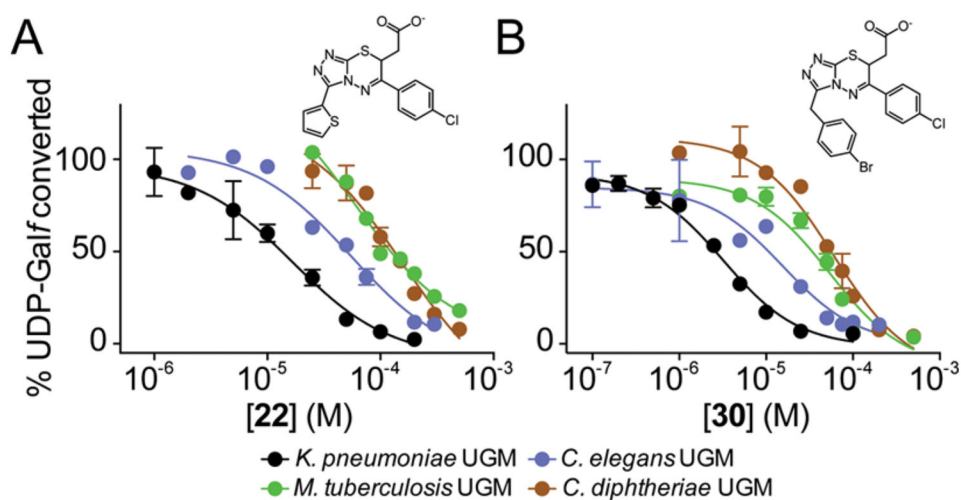 A
B
O
O⁻
S
N
N
N
N
Cl
S
O
O⁻
S
N
N
N
N
Cl
Br
% UDP-Galf converted
100
50
0
10⁻⁶
10⁻⁵
10⁻⁴
10⁻³
[22] (M)
100
50
0
10⁻⁷
10⁻⁶
10⁻⁵
10⁻⁴
10⁻³
[30] (M)
K. pneumoniae UGM
C. elegans UGM
M. tuberculosis UGM
C. diphtheriae UGM